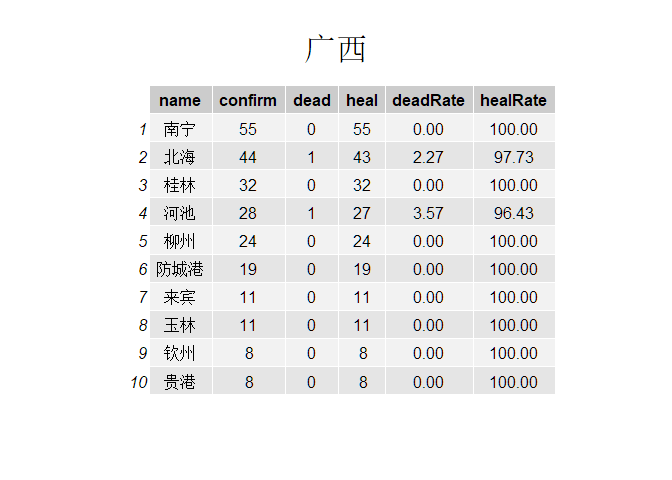 广西
name confirm dead heal deadRate healRate
1 南宁 55 0 55 0.00 100.00
2 北海 44 1 43 2.27 97.73
3 桂林 32 0 32 0.00 100.00
4 河池 28 1 27 3.57 96.43
5 柳州 24 0 24 0.00 100.00
6 防城港 19 0 19 0.00 100.00
7 来宾 11 0 11 0.00 100.00
8 玉林 11 0 11 0.00 100.00
9 钦州 8 0 8 0.00 100.00
10 贵港 8 0 8 0.00 100.00